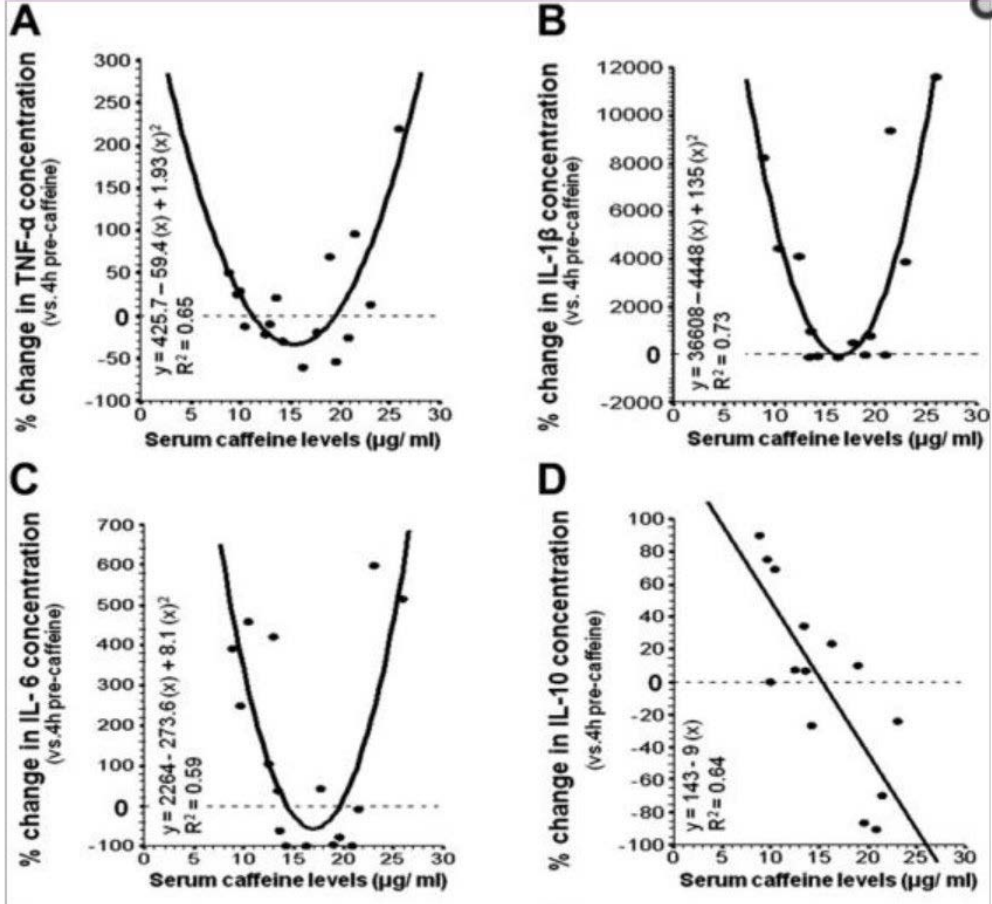 A
% change in TNF-α concentration
(vs. 4h pre-caffeine)
300
250
200
150
100
50
0
-50
-100
y = 425.7 – 59.4 (x) + 1.93 (x)²
R² = 0.65
0 5 10 15 20 25 30
Serum caffeine levels (µg/ ml)
B
% change in IL-1β concentration
(vs. 4h pre-caffeine)
12000
10000
8000
6000
4000
2000
0
-2000
y = 36608 – 4448 (x) + 135 (x)²
R² = 0.73
0 5 10 15 20 25 30
Serum caffeine levels (µg/ ml)
C
% change in IL- 6 concentration
(vs.4h pre-caffeine)
700
600
500
400
300
200
100
0
-100
y = 2264 - 273.6 (x) + 8.1 (x)²
R² = 0.59
0 5 10 15 20 25 30
Serum caffeine levels (µg/ ml)
D
% change in IL-10 concentration
(vs.4h pre-caffeine)
100
80
60
40
20
0
-20
-40
-60
-80
-100
y = 143 - 9 (x)
R² = 0.64
0 5 10 15 20 25 30
Serum caffeine levels (µg/ ml)